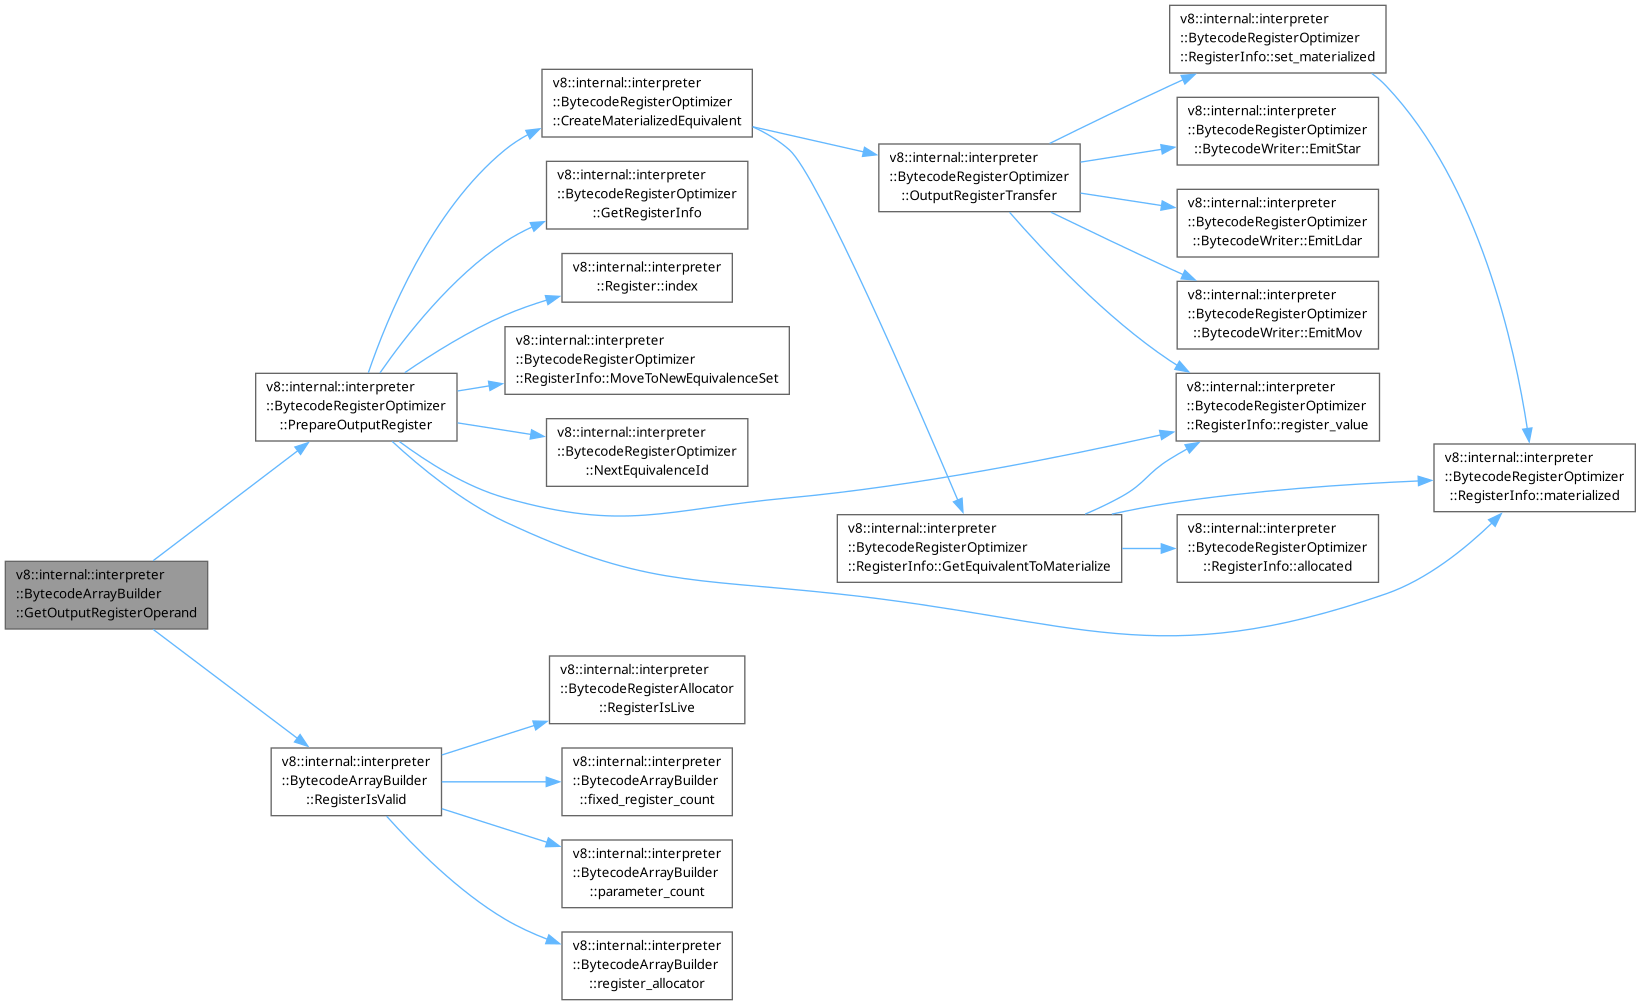 v8::internal::interpreter
::BytecodeArrayBuilder
::GetOutputRegisterOperand
v8::internal::interpreter
::BytecodeRegisterOptimizer
::PrepareOutputRegister
v8::internal::interpreter
::BytecodeArrayBuilder
::RegisterIsValid
v8::internal::interpreter
::BytecodeRegisterOptimizer
::CreateMaterializedEquivalent
v8::internal::interpreter
::BytecodeRegisterOptimizer
::GetRegisterInfo
v8::internal::interpreter
::Register::index
v8::internal::interpreter
::BytecodeRegisterOptimizer
::RegisterInfo::MoveToNewEquivalenceSet
v8::internal::interpreter
::BytecodeRegisterOptimizer
::NextEquivalenceId
v8::internal::interpreter
::BytecodeRegisterAllocator
::RegisterIsLive
v8::internal::interpreter
::BytecodeArrayBuilder
::fixed_register_count
v8::internal::interpreter
::BytecodeArrayBuilder
::parameter_count
v8::internal::interpreter
::BytecodeArrayBuilder
::register_allocator
v8::internal::interpreter
::BytecodeRegisterOptimizer
::OutputRegisterTransfer
v8::internal::interpreter
::BytecodeRegisterOptimizer
::RegisterInfo::GetEquivalentToMaterialize
v8::internal::interpreter
::BytecodeRegisterOptimizer
::RegisterInfo::set_materialized
v8::internal::interpreter
::BytecodeRegisterOptimizer
::BytecodeWriter::EmitStar
v8::internal::interpreter
::BytecodeRegisterOptimizer
::BytecodeWriter::EmitLdar
v8::internal::interpreter
::BytecodeRegisterOptimizer
::BytecodeWriter::EmitMov
v8::internal::interpreter
::BytecodeRegisterOptimizer
::RegisterInfo::register_value
v8::internal::interpreter
::BytecodeRegisterOptimizer
::RegisterInfo::allocated
v8::internal::interpreter
::BytecodeRegisterOptimizer
::RegisterInfo::materialized